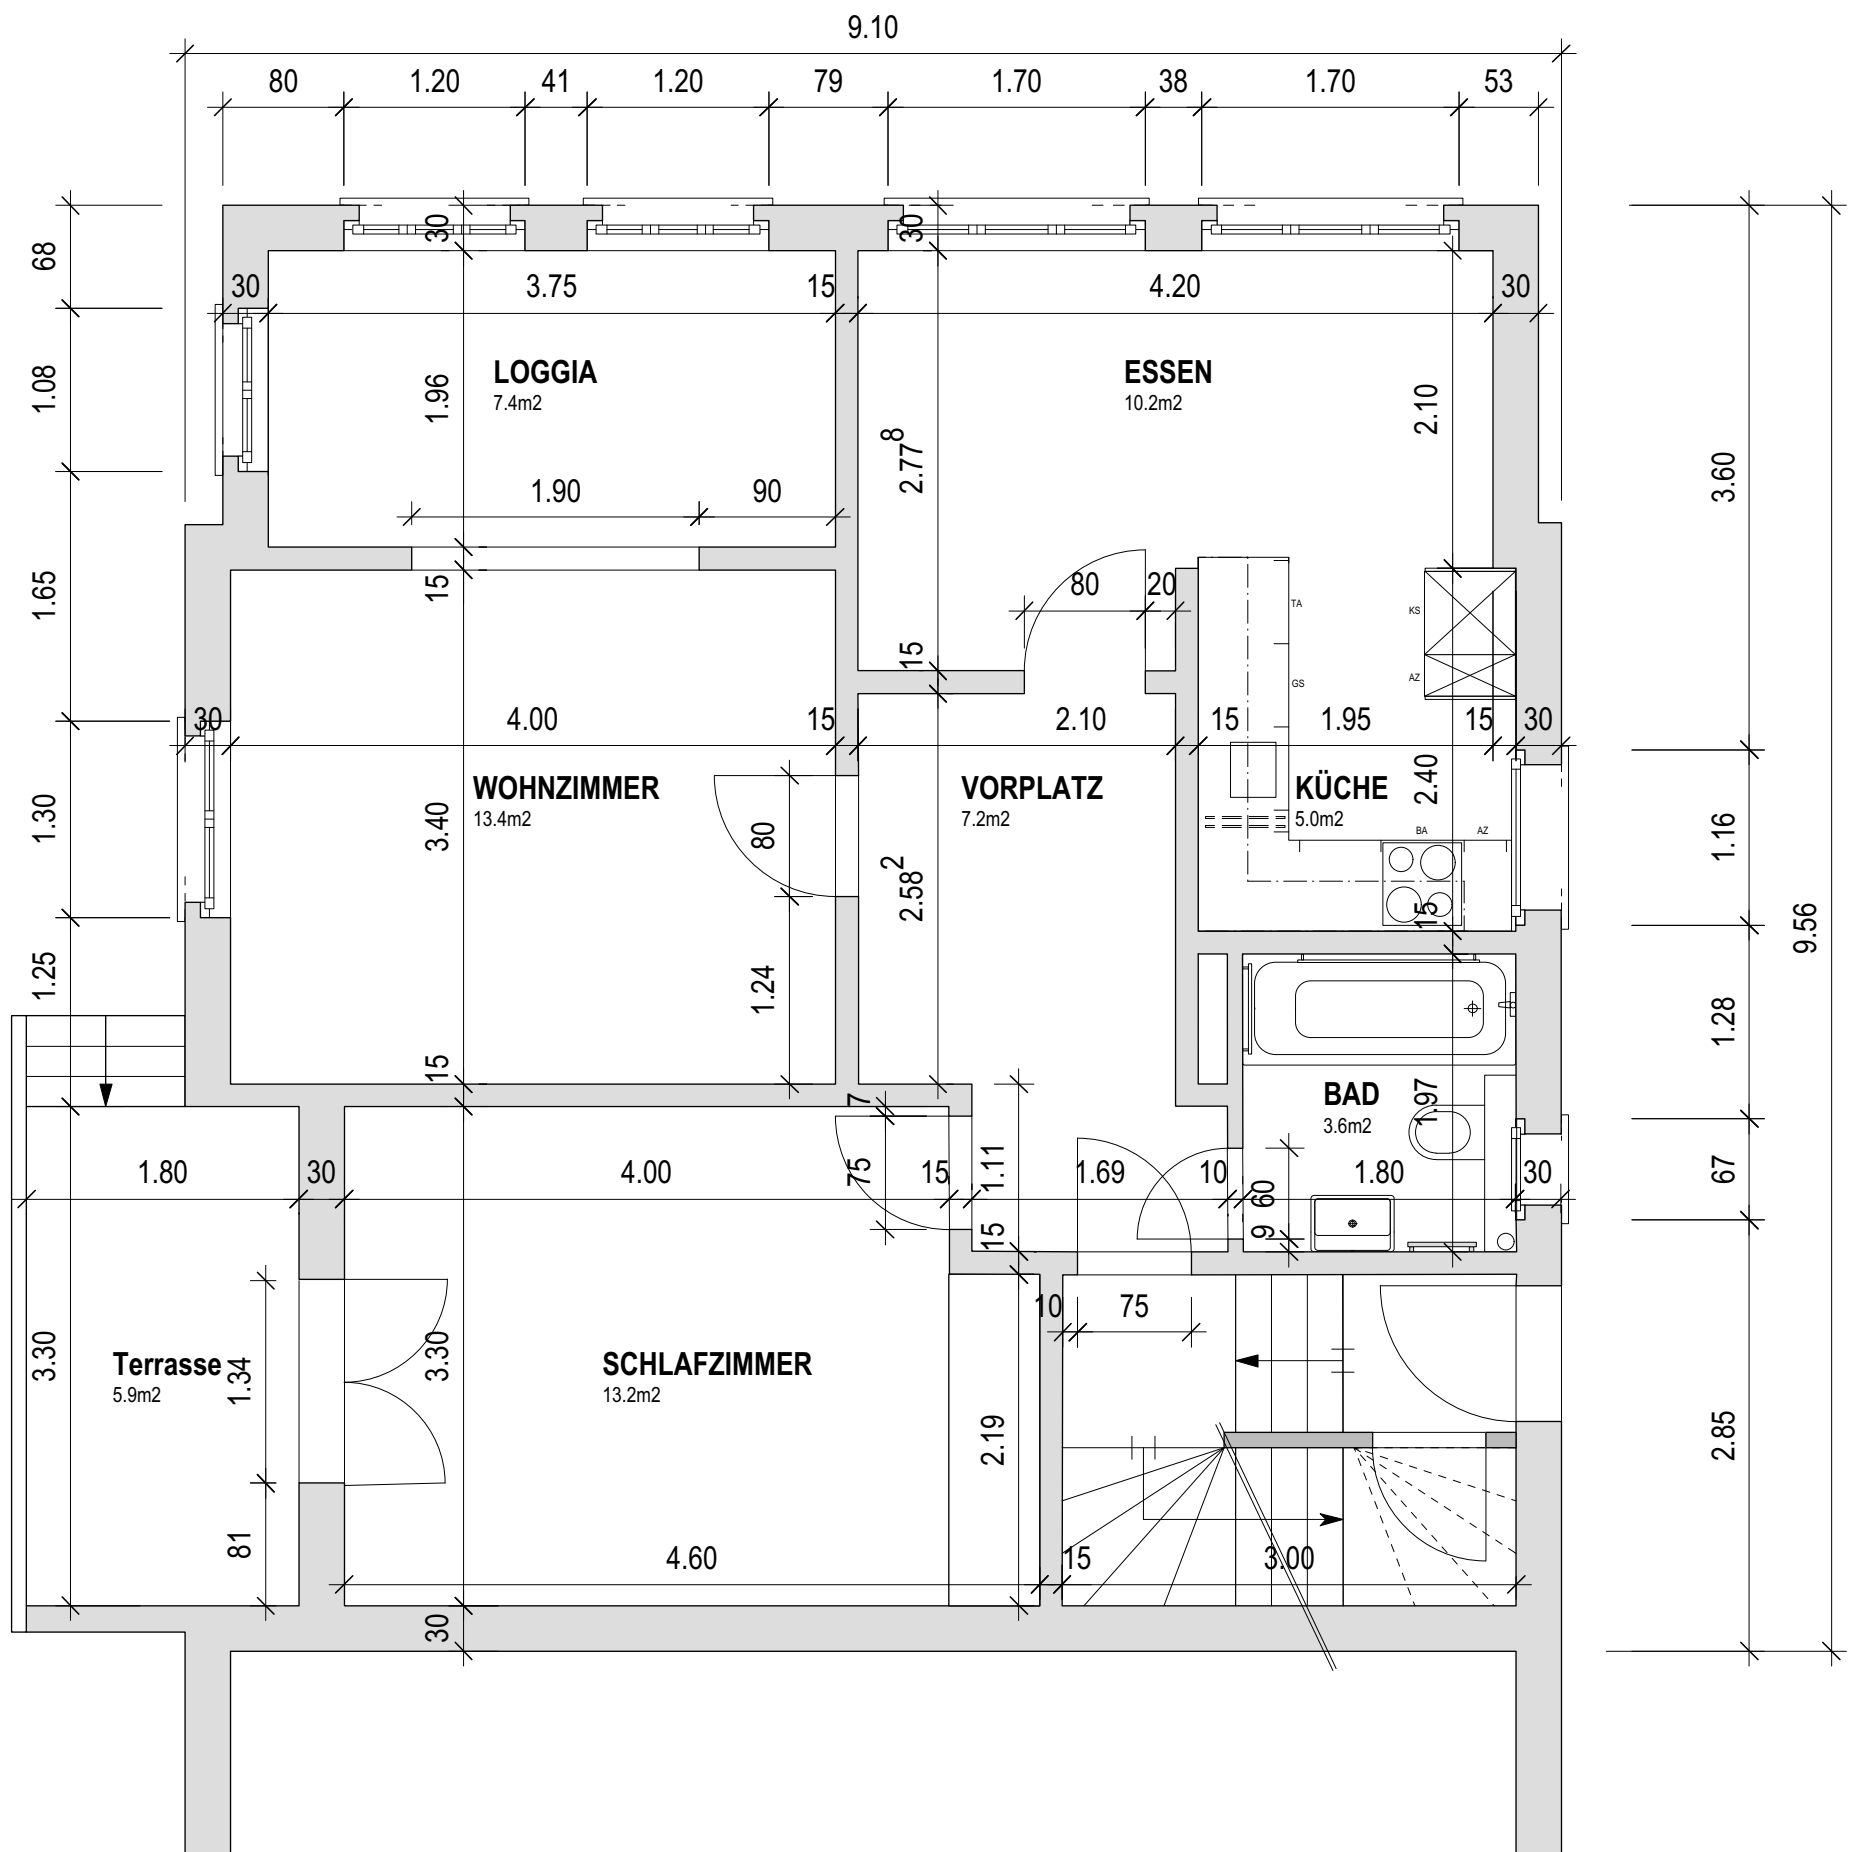 9.10
80 1.20 41 1.20 79 1.70 38 1.70 53
30 30
68
30 3.75 15 4.20 30
LOGGIA
7.4m2
ESSEN
10.2m2
1.08 1.96 2.77 8 2.10 3.60
1.90 90
15 80 20
1.65
TA
KS
15
GS
AZ
30 4.00 15 2.10 15 1.95 15 30
WOHNZIMMER
13.4m2
VORPLATZ
7.2m2
KÜCHE
5.0m2
1.30 3.40 80 2.58 2 2.40 1.16
BA AZ
15
9.56
1.25 1.24 1.28
15
BAD
3.6m2
7 1.97
1.80 30 4.00 75 15 1.11 1.69 10 60 1.80 30 67
15 9
10 75
Terrasse
5.9m2
SCHLAFZIMMER
13.2m2
3.30 1.34 3.30 2.19 2.85
81 4.60 15 3.00
30